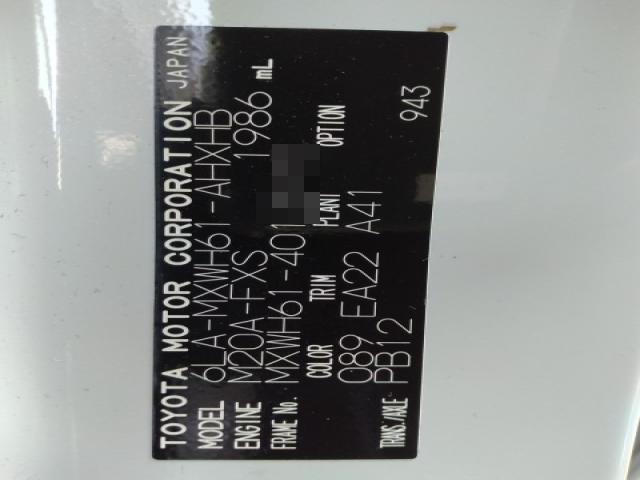 TOYOTA MOTOR CORPORATION JAPAN
MODEL 6LA-MXWH61-AHXHB
ENGINE M20A-FXS 1986 mL
FRAME No. MXWH61-401
COLOR TRIM PLANT OPTION
089 EA22 A41
TRANS./AXLE PB12 943